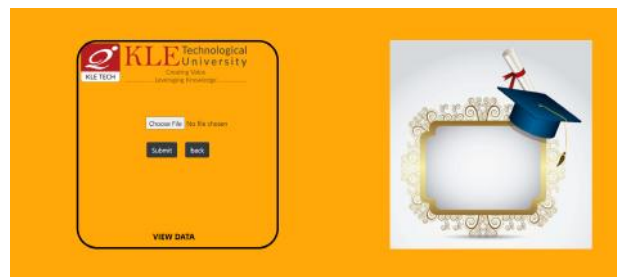 KLE Technological
University
KLE TECH
Creating Value
Leveraging Knowledge
Choose File No file chosen
Submit back
VIEW DATA